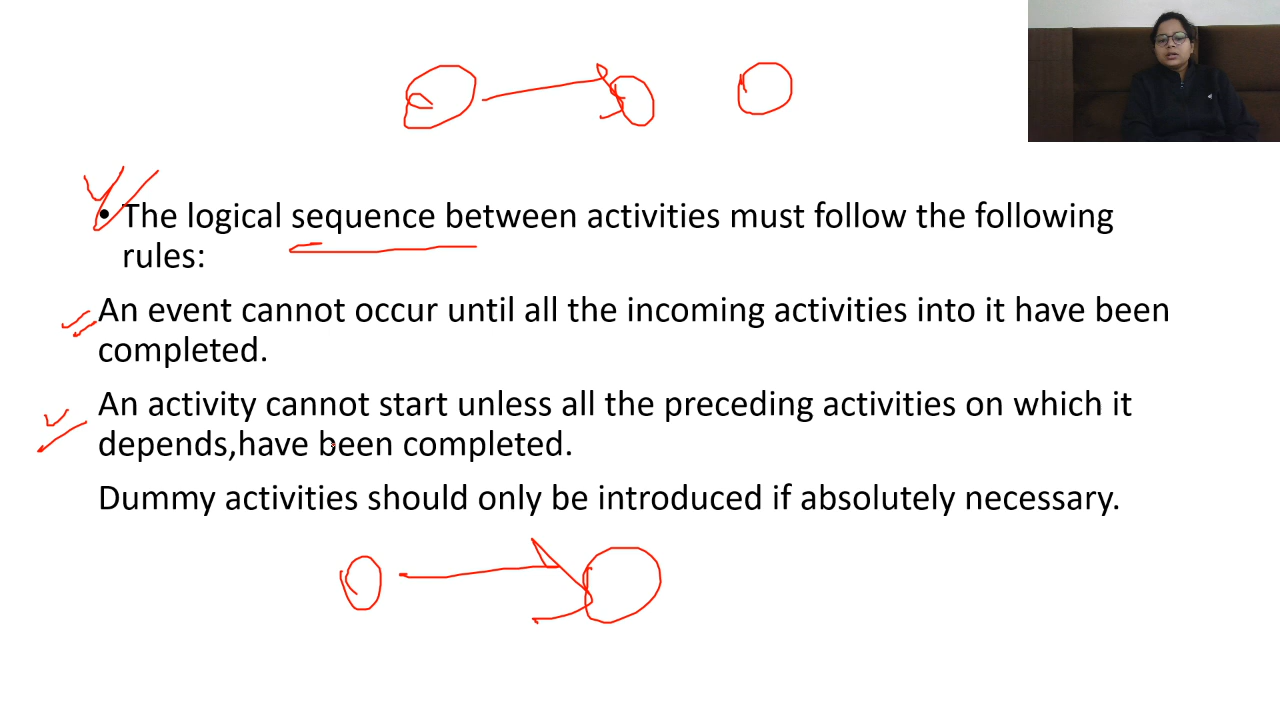 • The logical sequence between activities must follow the following
rules:
An event cannot occur until all the incoming activities into it have been
completed.
An activity cannot start unless all the preceding activities on which it
depends,have been completed.
Dummy activities should only be introduced if absolutely necessary.